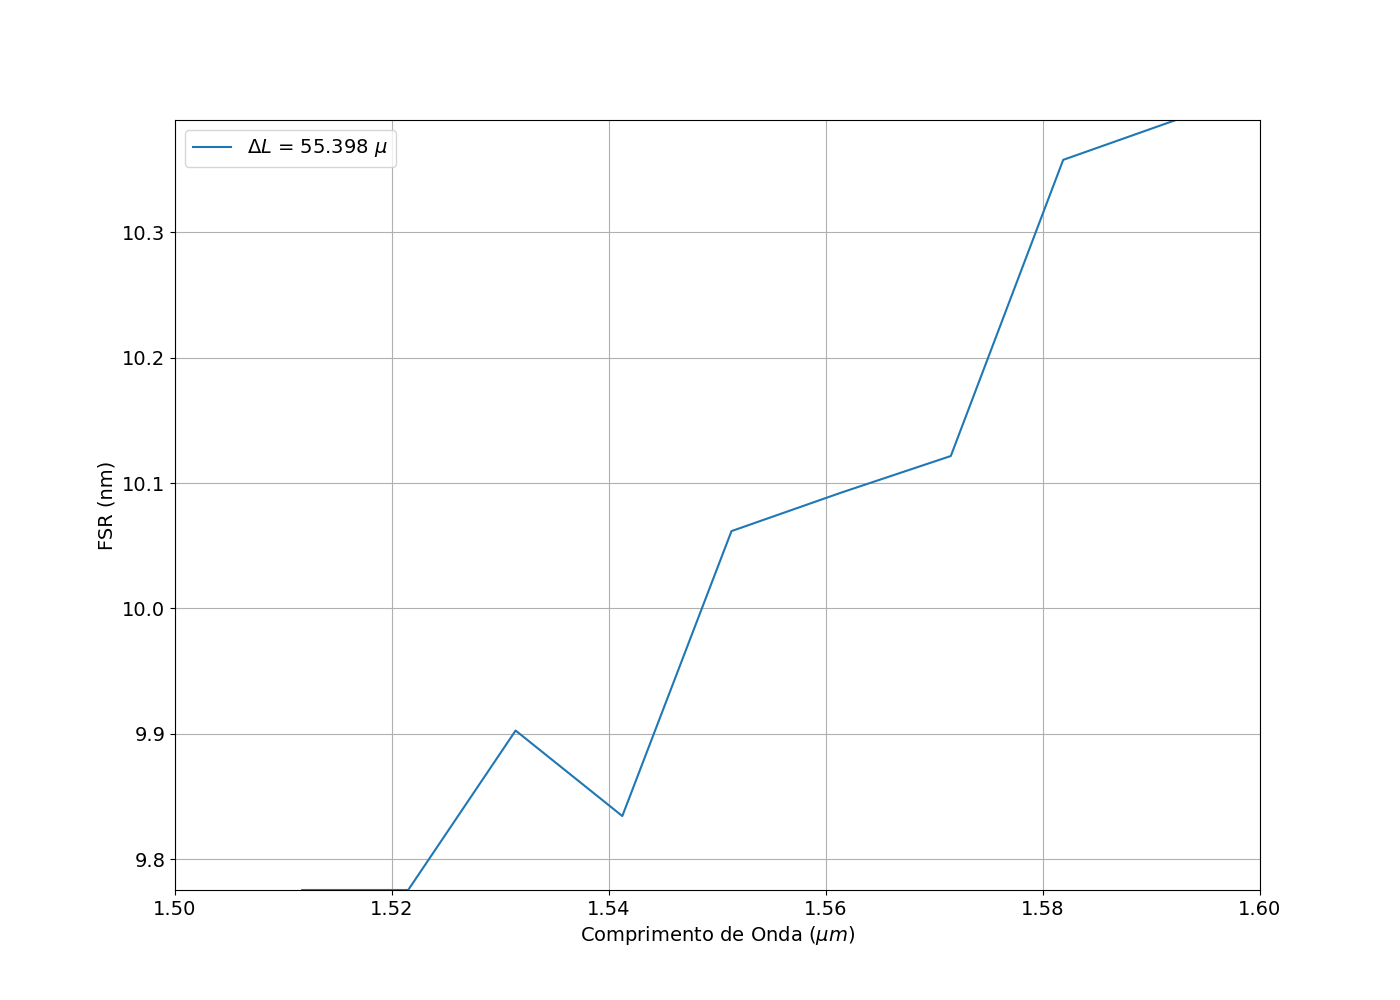 ΔL = 55.398 μ
10.3
10.2
10.1
10.0
9.9
9.8
FSR (nm)
1.50 1.52 1.54 1.56 1.58 1.60
Comprimento de Onda (μm)